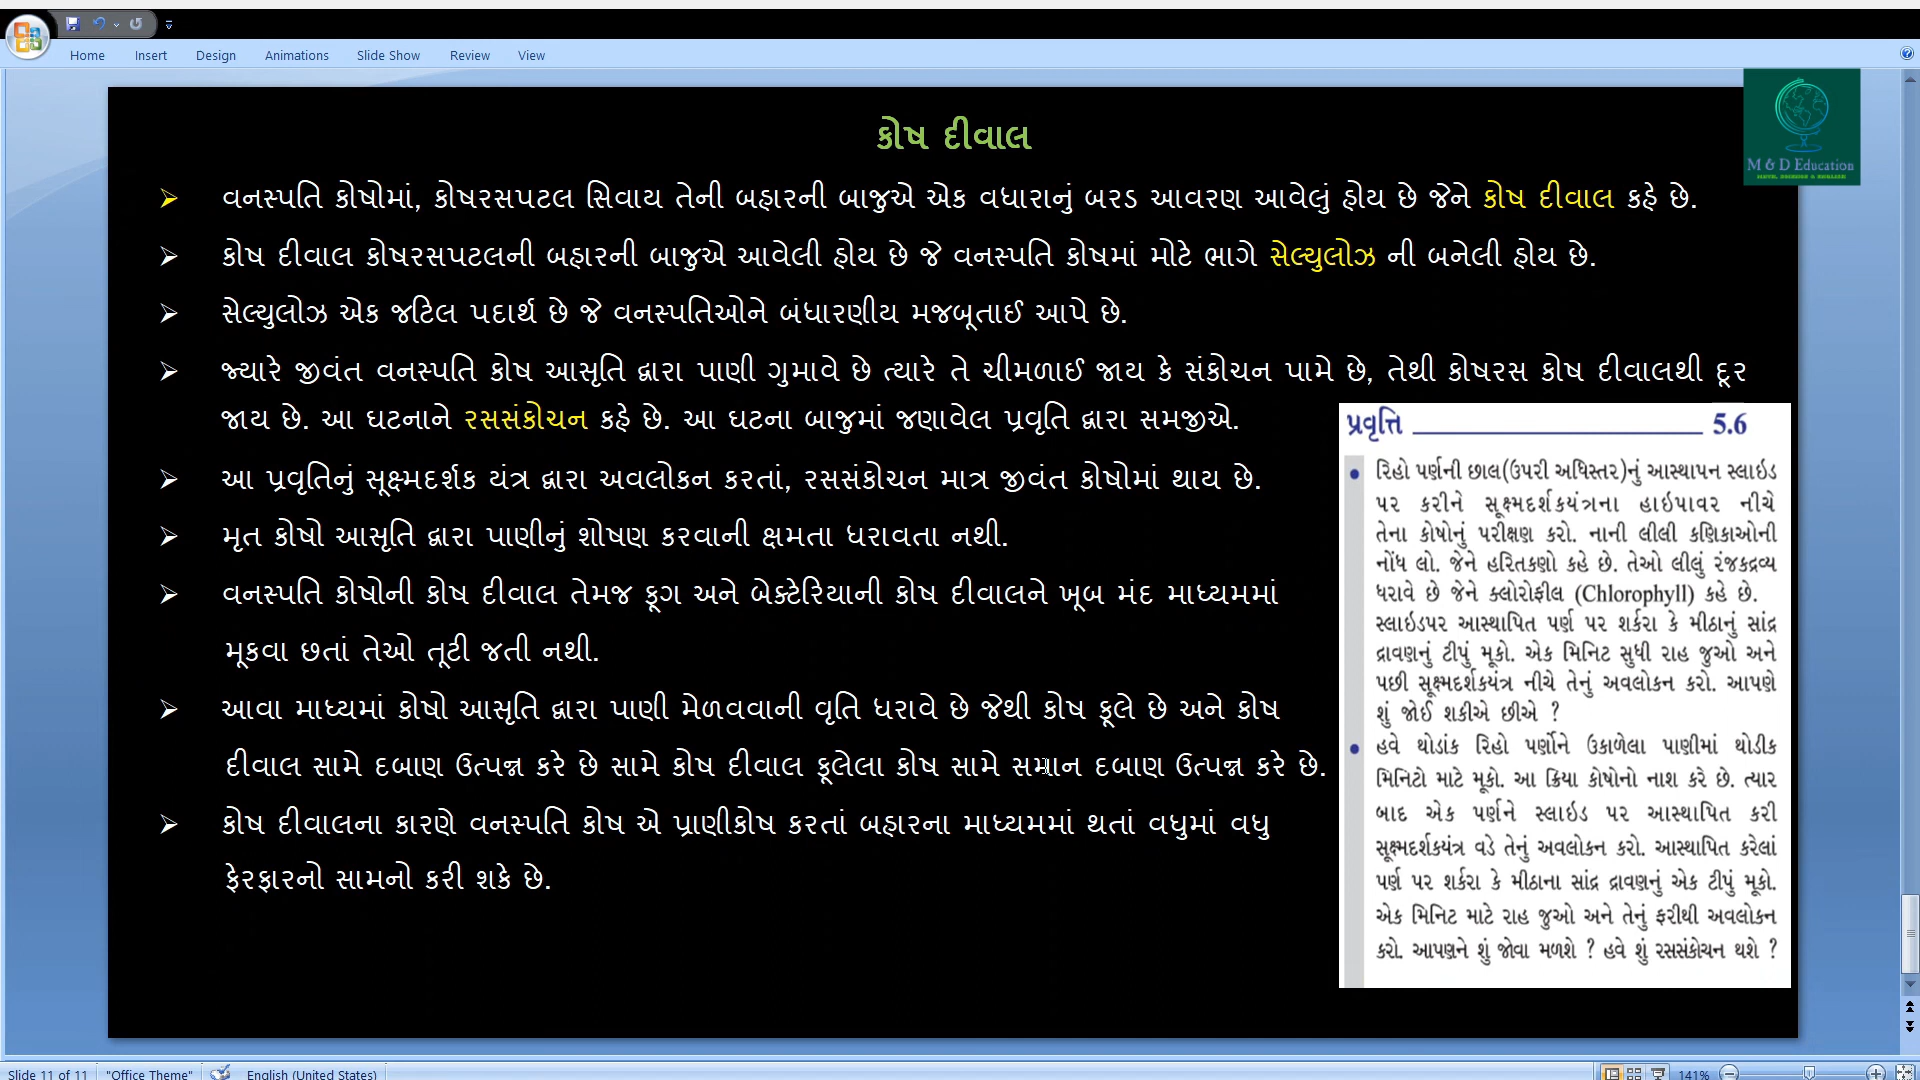 Home Insert Design Animations Slide Show Review View
M & D Education
કોષ દીવાલ
વનસ્પતિ કોષોમાં, કોષરસપટલ સિવાય તેની બહારની બાજુએ એક વધારાનું બરડ આવરણ આવેલું હોય છે જેને કોષ દીવાલ કહે છે.
કોષ દીવાલ કોષરસપટલની બહારની બાજુએ આવેલી હોય છે જે વનસ્પતિ કોષમાં મોટે ભાગે સેલ્યુલોઝ ની બનેલી હોય છે.
સેલ્યુલોઝ એક જટિલ પદાર્થ છે જે વનસ્પતિઓને બંધારણીય મજબૂતાઈ આપે છે.
જ્યારે જીવંત વનસ્પતિ કોષ આસૃતિ દ્વારા પાણી ગુમાવે છે ત્યારે તે ચીમળાઈ જાય કે સંકોચન પામે છે, તેથી કોષરસ કોષ દીવાલથી દૂર
જાય છે. આ ઘટનાને રસસંકોચન કહે છે. આ ઘટના બાજુમાં જણાવેલ પ્રવૃતિ દ્વારા સમજીએ.
આ પ્રવૃતિનું સૂક્ષ્મદર્શક યંત્ર દ્વારા અવલોકન કરતાં, રસસંકોચન માત્ર જીવંત કોષોમાં થાય છે.
મૃત કોષો આસૃતિ દ્વારા પાણીનું શોષણ કરવાની ક્ષમતા ધરાવતા નથી.
વનસ્પતિ કોષોની કોષ દીવાલ તેમજ ફૂગ અને બેક્ટેરિયાની કોષ દીવાલને ખૂબ મંદ માધ્યમમાં
મૂકવા છતાં તેઓ તૂટી જતી નથી.
આવા માધ્યમાં કોષો આસૃતિ દ્વારા પાણી મેળવવાની વૃતિ ધરાવે છે જેથી કોષ ફૂલે છે અને કોષ
દીવાલ સામે દબાણ ઉત્પન્ન કરે છે સામે કોષ દીવાલ ફૂલેલા કોષ સામે સમાન દબાણ ઉત્પન્ન કરે છે.
કોષ દીવાલના કારણે વનસ્પતિ કોષ એ પ્રાણીકોષ કરતાં બહારના માધ્યમમાં થતાં વધુમાં વધુ
ફેરફારનો સામનો કરી શકે છે.
પ્રવૃત્તિ 5.6
રિહો પર્ણની છાલ(ઉપરી અધિસ્તર)નું આસ્થાપન સ્લાઇડ
પર કરીને સૂક્ષ્મદર્શકયંત્રના હાઇપાવર નીચે
તેના કોષોનું પરીક્ષણ કરો. નાની લીલી કણિકાઓની
નોંધ લો. જેને હરિતકણો કહે છે. તેઓ લીલું રંજકદ્રવ્ય
ધરાવે છે જેને ક્લોરોફીલ (Chlorophyll) કહે છે.
સ્લાઇડપર આસ્થાપિત પર્ણ પર શર્કરા કે મીઠાનું સાંદ્ર
દ્રાવણનું ટીપું મૂકો. એક મિનિટ સુધી રાહ જુઓ અને
પછી સૂક્ષ્મદર્શકયંત્ર નીચે તેનું અવલોકન કરો. આપણે
શું જોઈ શકીએ છીએ ?
હવે થોડાંક રિહો પર્ણોને ઉકાળેલા પાણીમાં થોડીક
મિનિટો માટે મૂકો. આ ક્રિયા કોષોનો નાશ કરે છે. ત્યાર
બાદ એક પર્ણને સ્લાઇડ પર આસ્થાપિત કરી
સૂક્ષ્મદર્શકયંત્ર વડે તેનું અવલોકન કરો. આસ્થાપિત કરેલાં
પર્ણ પર શર્કરા કે મીઠાના સાંદ્ર દ્રાવણનું એક ટીપું મૂકો.
એક મિનિટ માટે રાહ જુઓ અને તેનું ફરીથી અવલોકન
કરો. આપણને શું જોવા મળશે ? હવે શું રસસંકોચન થશે ?
Slide 11 of 11 "Office Theme" English (United States) 141%